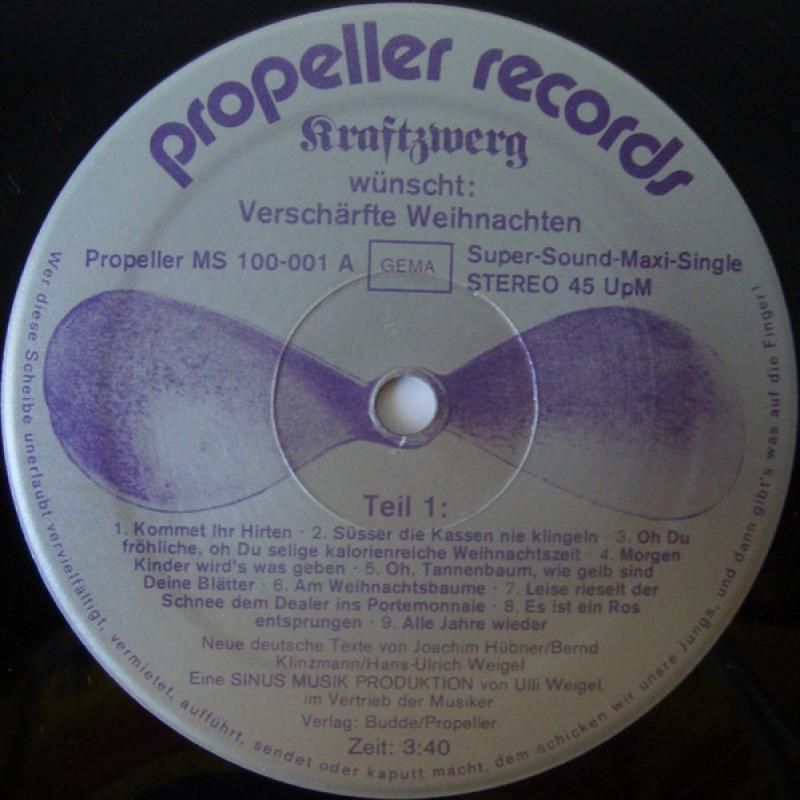 propeller records
Kraftzwerg
wünscht:
Verschärfte Weihnachten
Propeller MS 100-001 A
GEMA
Super-Sound-Maxi-Single
STEREO 45 UpM
Teil 1:
1. Kommet Ihr Hirten · 2. Süsser die Kassen nie klingeln · 3. Oh Du
fröhliche, oh Du selige kalorienreiche Weihnachtszeit · 4. Morgen
Kinder wird's was geben · 5. Oh, Tannenbaum, wie gelb sind
Deine Blätter · 6. Am Weihnachtsbaume · 7. Leise rieselt der
Schnee dem Dealer ins Portemonnaie · 8. Es ist ein Ros
entsprungen · 9. Alle Jahre wieder
Neue deutsche Texte von Joachim Hübner/Bernd
Klinzmann/Hans-Ulrich Weigel
Eine SINUS MUSIK PRODUKTION von Ulli Weigel,
im Vertrieb der Musiker
Verlag: Budde/Propeller
Zeit: 3:40
Wer diese Scheibe unerlaubt vervielfältigt, vermietet, aufführt, sendet oder kaputt macht, dem schicken wir unsre Jungs, und dann gibt's was auf die Finger!